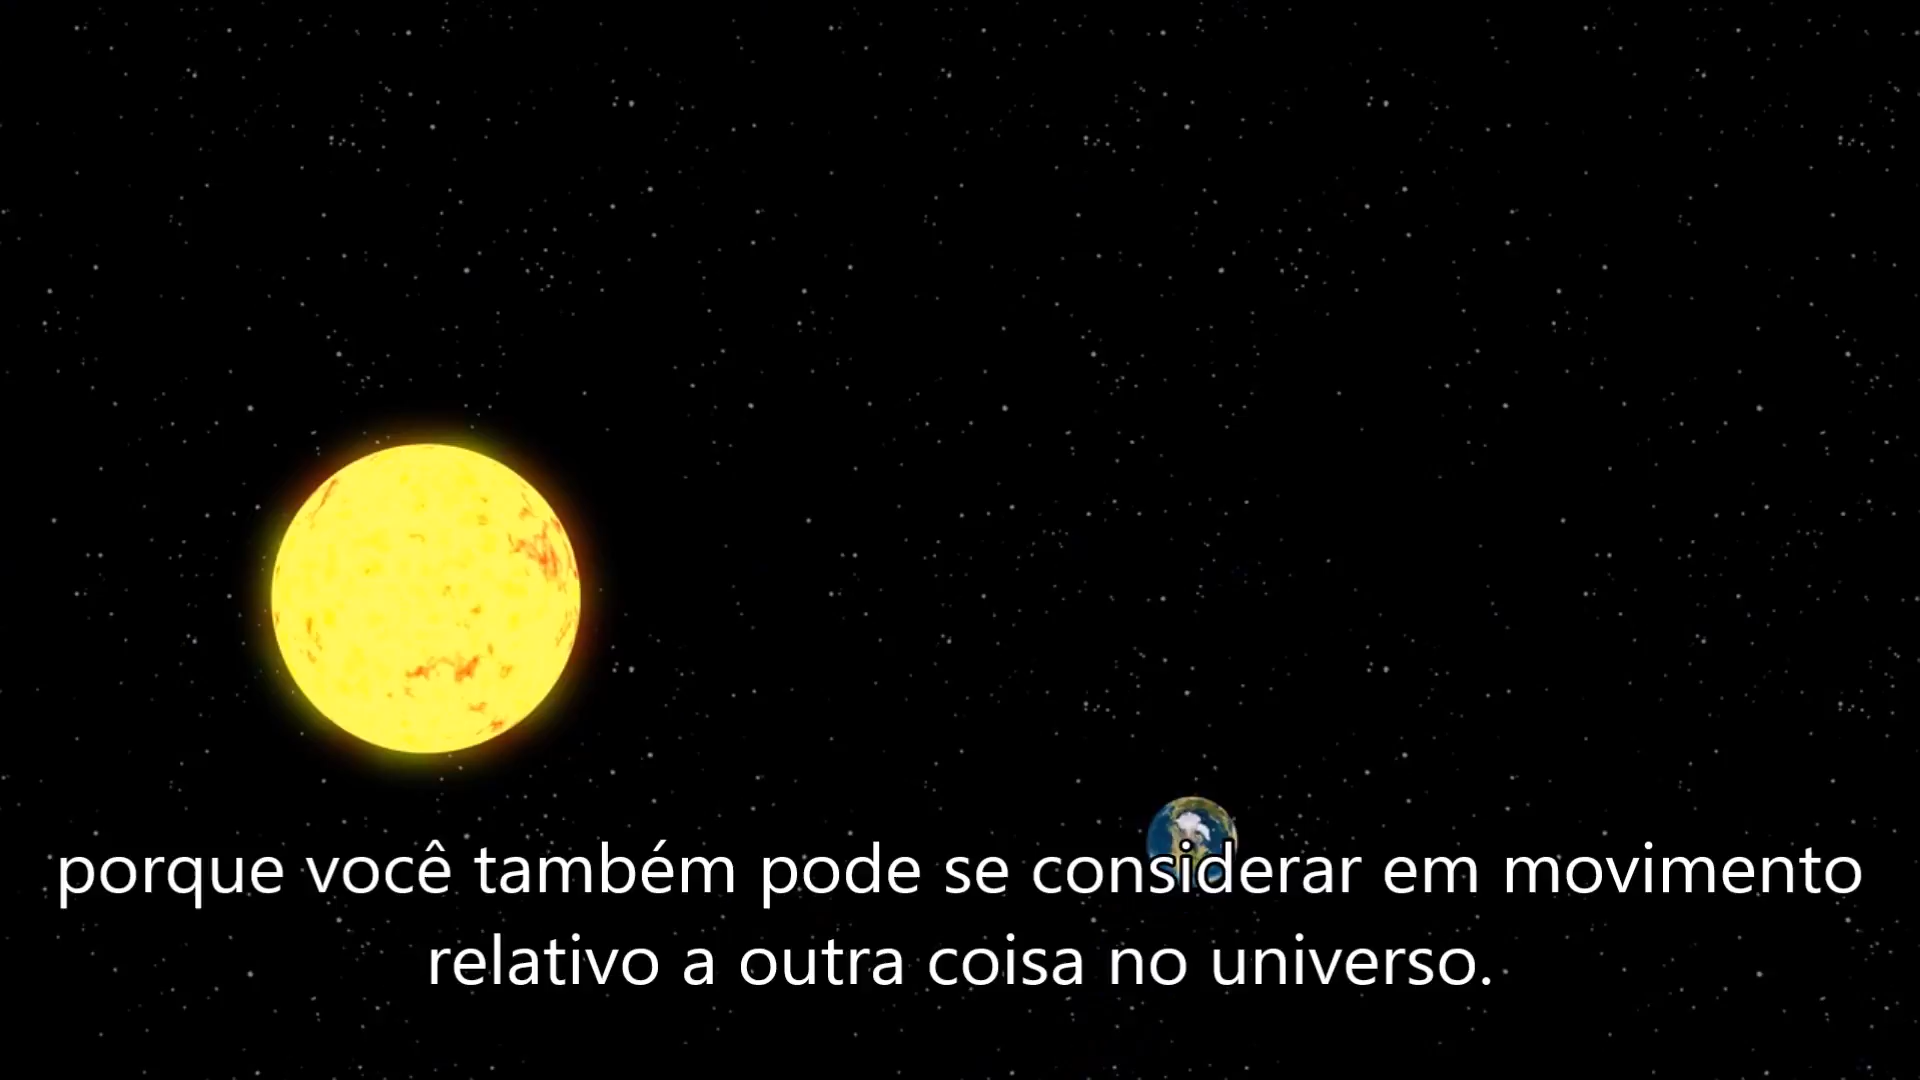 porque você também pode se considerar em movimento
relativo a outra coisa no universo.